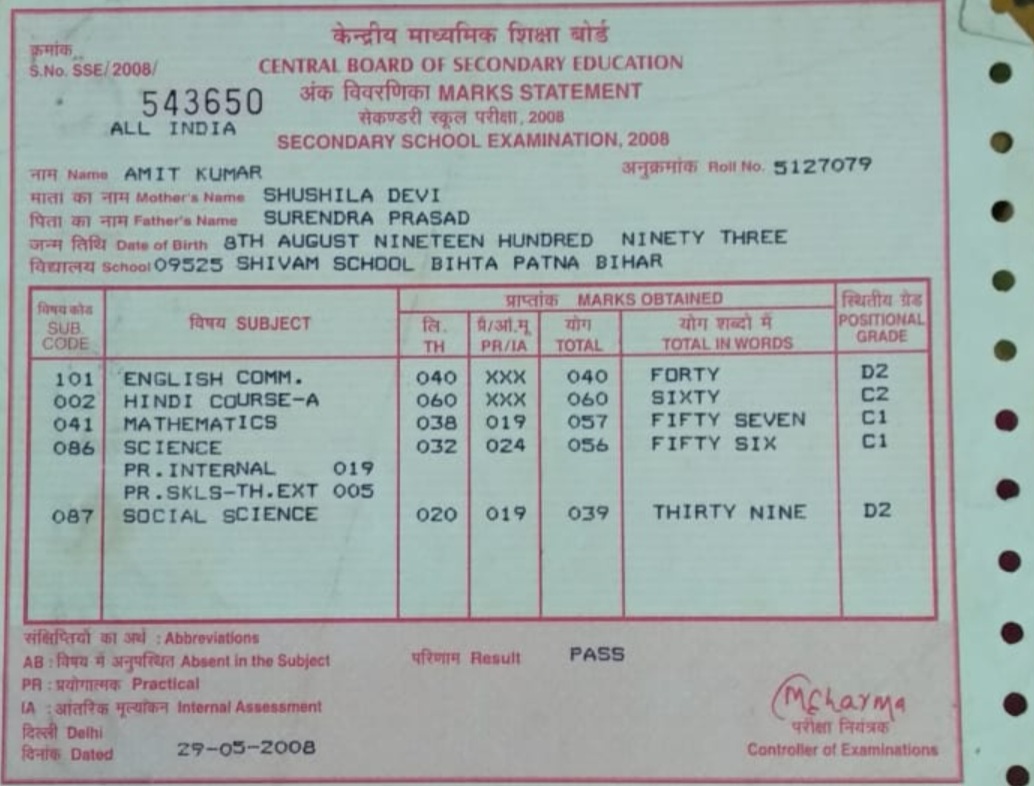 केन्द्रीय माध्यमिक शिक्षा बोर्ड
क्रमांक
S.No. SSE/2008/
CENTRAL BOARD OF SECONDARY EDUCATION
543650
अंक विवरणिका MARKS STATEMENT
ALL INDIA
सेकण्डरी स्कूल परीक्षा, 2008
SECONDARY SCHOOL EXAMINATION, 2008
नाम Name AMIT KUMAR अनुक्रमांक Roll No. 5127079
माता का नाम Mother's Name SHUSHILA DEVI
पिता का नाम Father's Name SURENDRA PRASAD
जन्म तिथि Date of Birth 8TH AUGUST NINETEEN HUNDRED NINETY THREE
विद्यालय School 09525 SHIVAM SCHOOL BIHTA PATNA BIHAR
विषय कोड SUB. CODE
विषय SUBJECT
प्राप्तांक MARKS OBTAINED
लि. TH
प्रै/आं.मू PR/IA
योग TOTAL
योग शब्दो में TOTAL IN WORDS
स्थितीय ग्रेड POSITIONAL GRADE
101 ENGLISH COMM. 040 XXX 040 FORTY D2
002 HINDI COURSE-A 060 XXX 060 SIXTY C2
041 MATHEMATICS 038 019 057 FIFTY SEVEN C1
086 SCIENCE 032 024 056 FIFTY SIX C1
PR.INTERNAL 019
PR.SKLS-TH.EXT 005
087 SOCIAL SCIENCE 020 019 039 THIRTY NINE D2
संक्षिप्तियों का अर्थ : Abbreviations
AB : विषय में अनुपस्थित Absent in the Subject परिणाम Result PASS
PR : प्रयोगात्मक Practical
IA : आंतरिक मूल्यांकन Internal Assessment
दिल्ली Delhi
परीक्षा नियंत्रक
दिनांक Dated 29-05-2008 Controller of Examinations